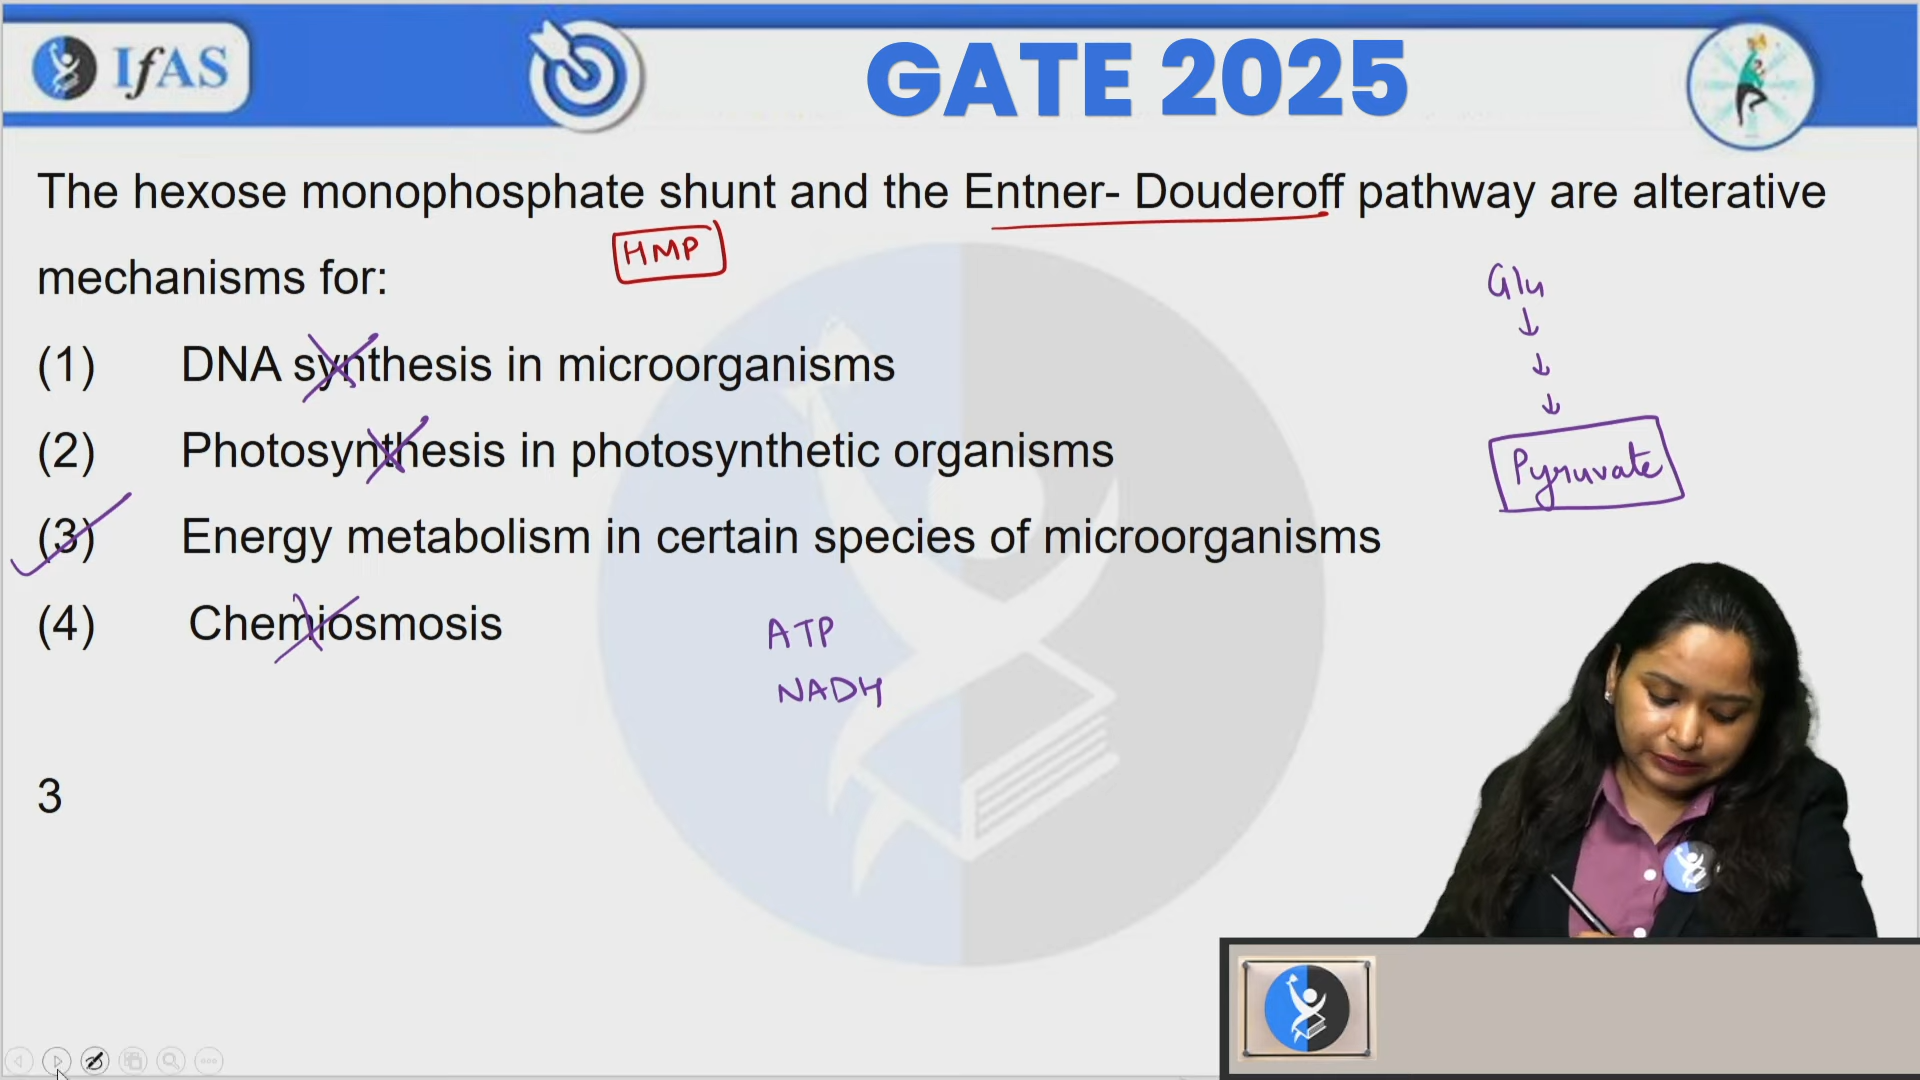 IfAS
GATE 2025
The hexose monophosphate shunt and the Entner- Douderoff pathway are alterative
HMP
mechanisms for:
Glu
(1) DNA synthesis in microorganisms
(2) Photosynthesis in photosynthetic organisms
Pyruvate
(3) Energy metabolism in certain species of microorganisms
(4) Chemiosmosis
ATP
NADH
3